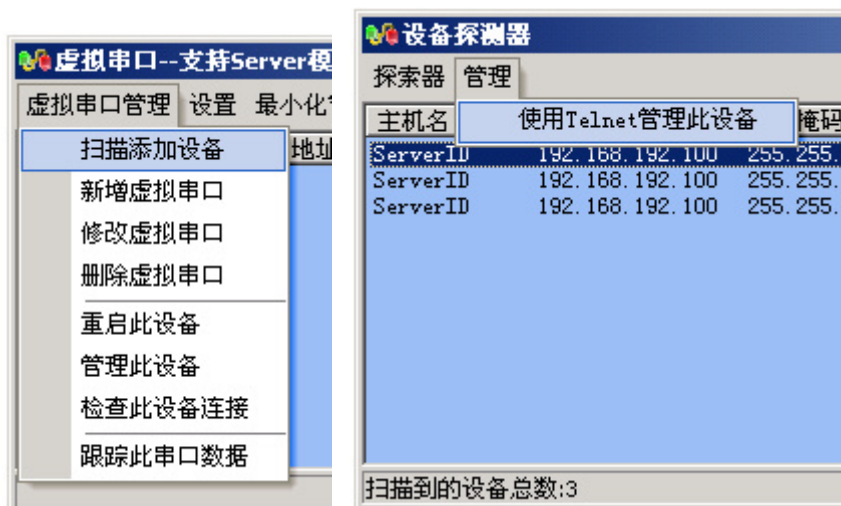 虚拟串口--支持Server模
虚拟串口管理 设置 最小化
扫描添加设备
地址
新增虚拟串口
修改虚拟串口
删除虚拟串口
重启此设备
管理此设备
检查此设备连接
跟踪此串口数据
设备探测器
探索器 管理
主机名 使用Telnet管理此设备 掩码
ServerID 192.168.192.100 255.255.
ServerID 192.168.192.100 255.255.
ServerID 192.168.192.100 255.255.
扫描到的设备总数:3